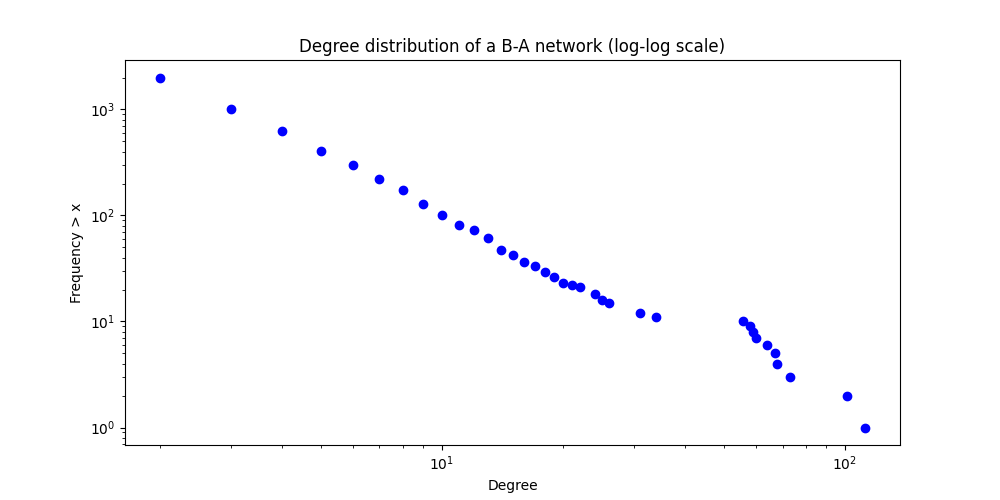 Degree distribution of a B-A network (log-log scale)
10³
10²
10¹
10⁰
Frequency > x
10¹ 10²
Degree